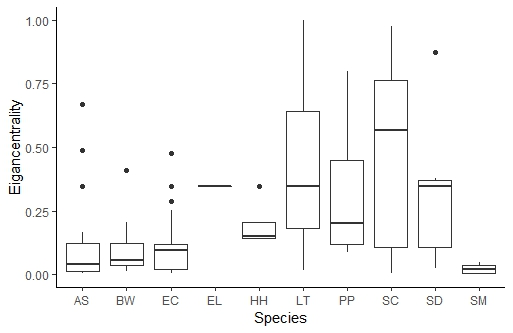 Eigancentrality
1.00
0.75
0.50
0.25
0.00
AS BW EC EL HH LT PP SC SD SM
Species